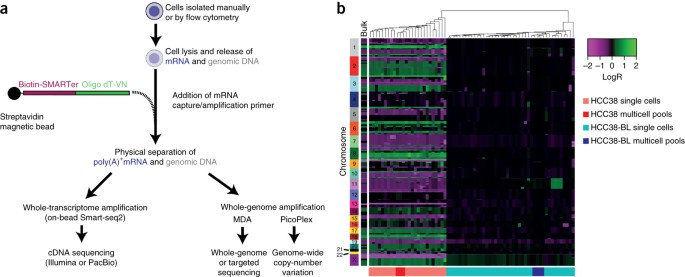 a
Cells isolated manually
or by flow cytometry
Cell lysis and release of
mRNA and genomic DNA
Biotin-SMARTer Oligo dT-VN
Addition of mRNA
capture/amplification primer
Streptavidin
magnetic bead
Physical separation of
poly(A)+mRNA and genomic DNA
Whole-transcriptome amplification
(on-bead Smart-seq2)
cDNA sequencing
(Illumina or PacBio)
Whole-genome amplification
MDA PicoPlex
Whole-genome
or targeted
sequencing
Genome-wide
copy-number
variation
b
Bulk
Chromosome
1
2
3
4
5
6
7
8
9
10
11
12
13
15
16
17
19
22
X
−2 −1 0 1 2
LogR
HCC38 single cells
HCC38 multicell pools
HCC38-BL single cells
HCC38-BL multicell pools